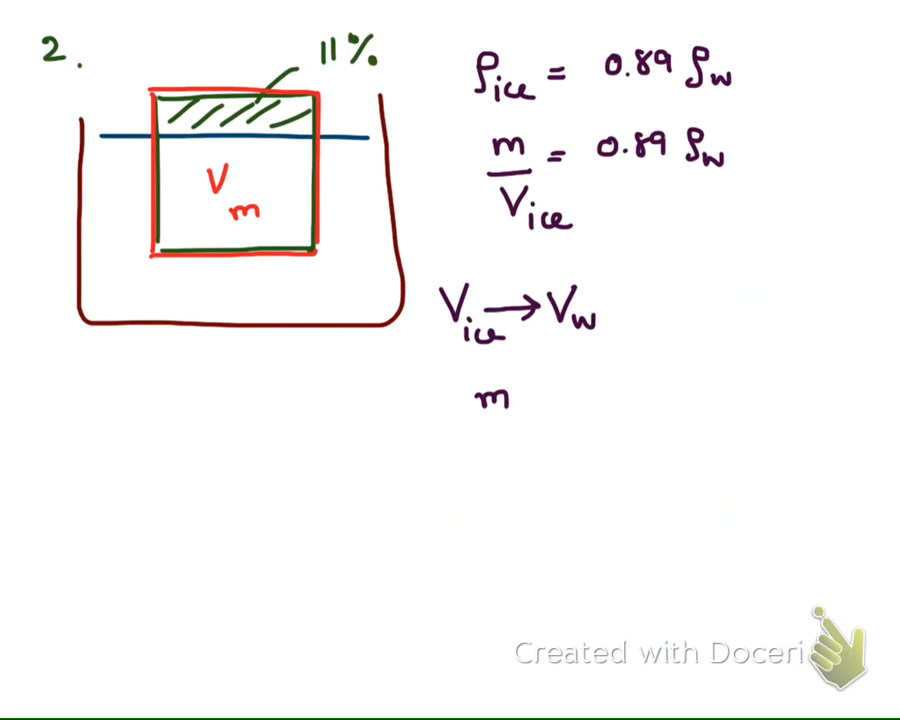 2.
11%
ρice = 0.89 ρw
m/Vice = 0.89 ρw
V
m
Vice → Vw
m
Created with Doceri